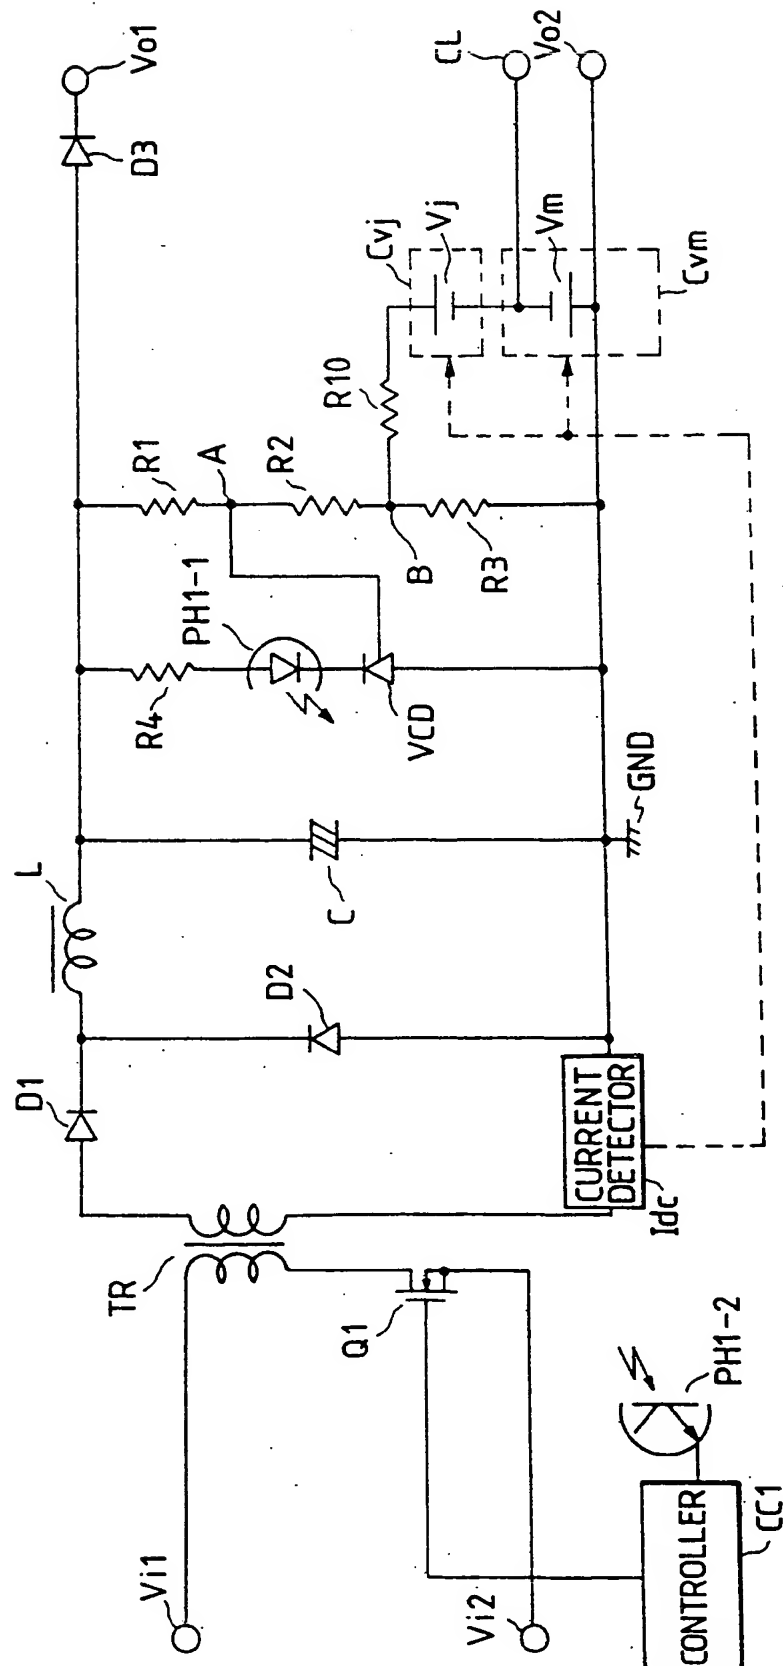 Vi1
Vi2
CONTROLLER
CC1
PH1-2
Q1
TR
D1
CURRENT
DETECTOR
Idc
D2
L
C
GND
R4
PH1-1
VCD
R1
A
R2
B
R3
R10
Cvj
Vj
Vm
Cvm
D3
Vo1
CL
Vo2